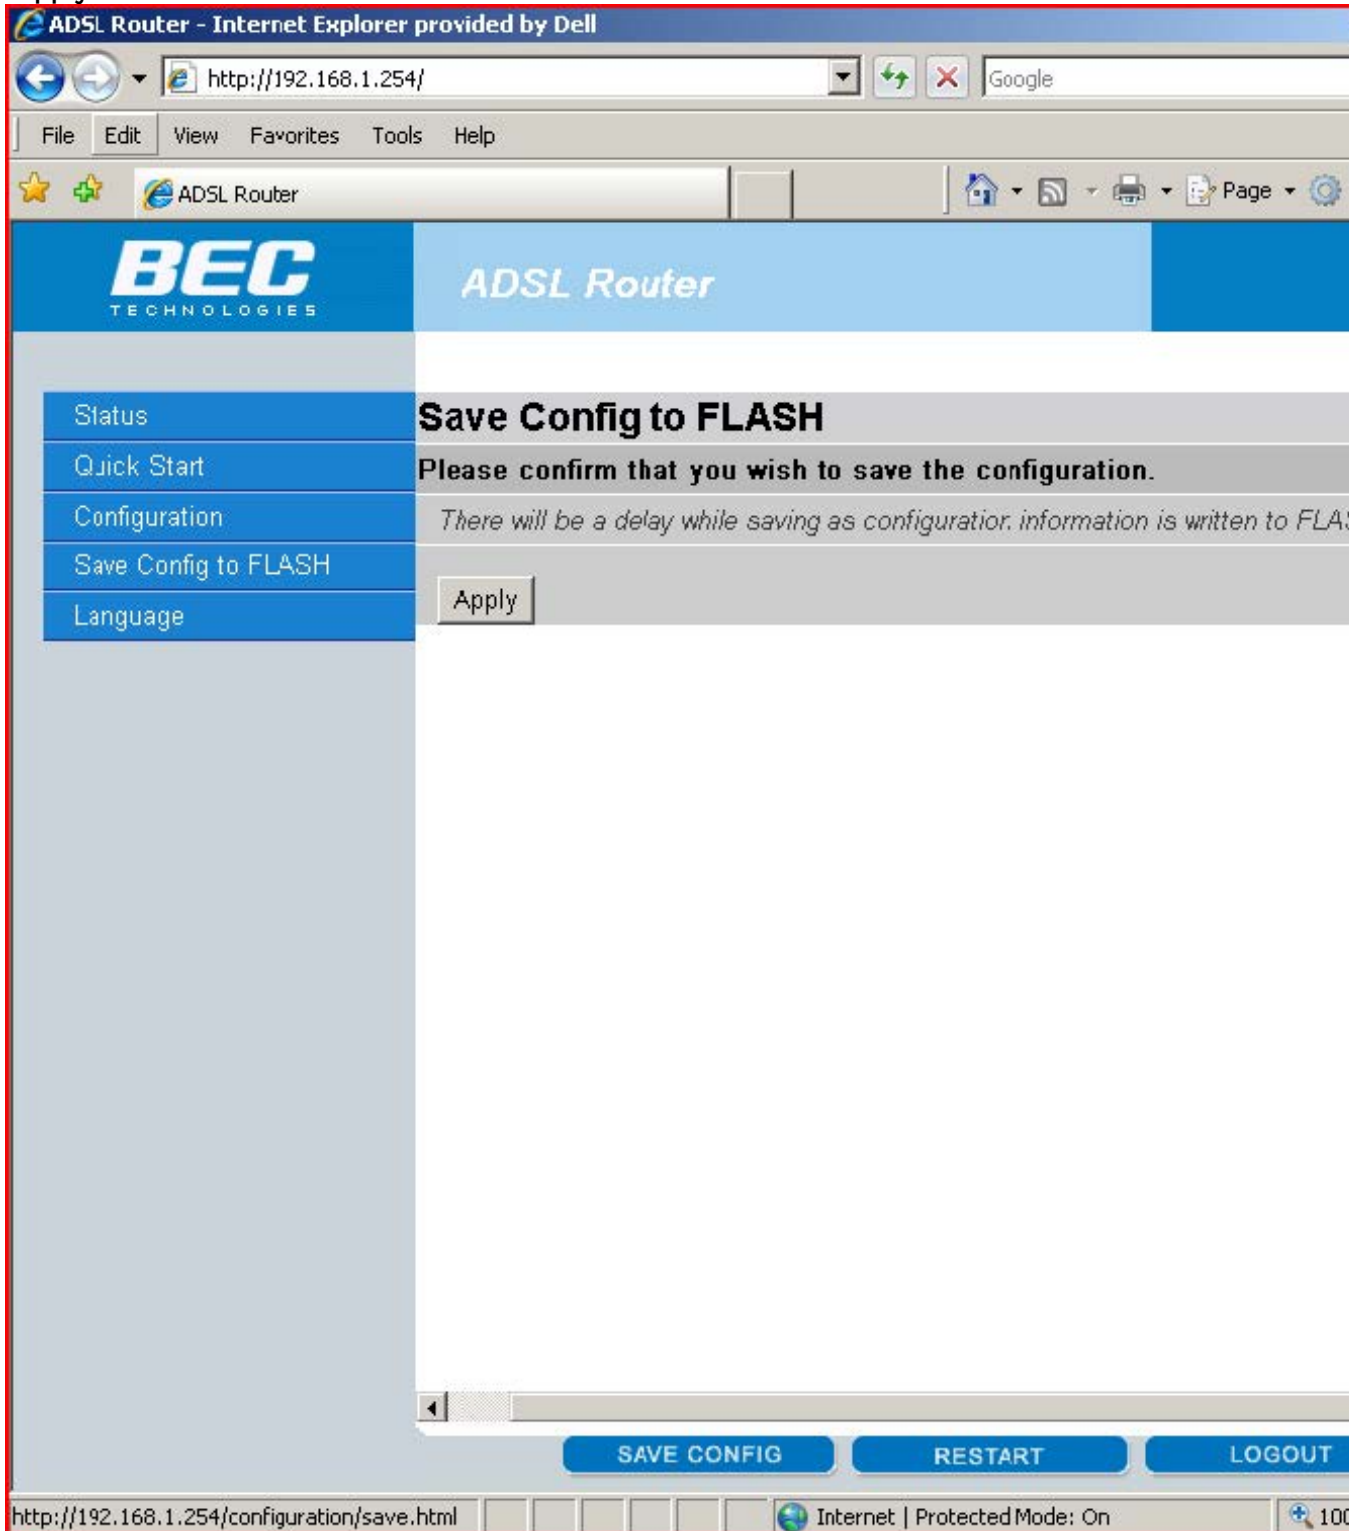 ADSL Router - Internet Explorer provided by Dell
http://192.168.1.254/
Google
File Edit View Favorites Tools Help
ADSL Router
Page
BEC
TECHNOLOGIES
ADSL Router
Status
Quick Start
Configuration
Save Config to FLASH
Language
Save Config to FLASH
Please confirm that you wish to save the configuration.
There will be a delay while saving as configuration information is written to FLAS
Apply
SAVE CONFIG
RESTART
LOGOUT
http://192.168.1.254/configuration/save.html
Internet | Protected Mode: On
100